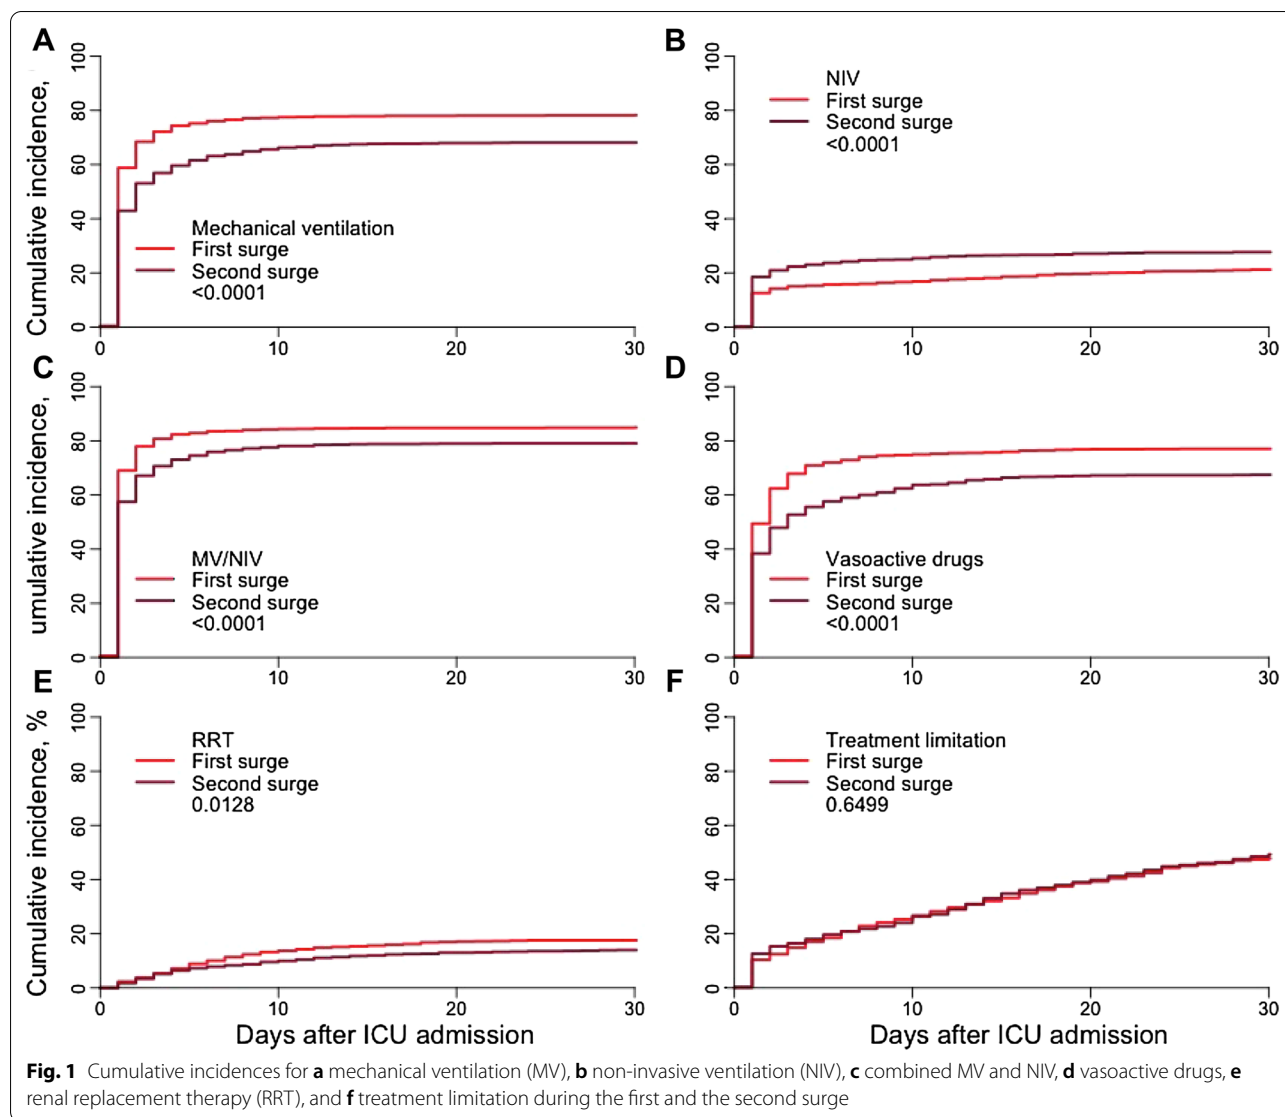 A
Cumulative incidence,
100
80
60
40
20
0
Mechanical ventilation
First surge
Second surge
<0.0001
0 10 20 30
B
100
80
60
40
20
0
NIV
First surge
Second surge
<0.0001
0 10 20 30
C
umulative incidence,
100
80
60
40
20
0
MV/NIV
First surge
Second surge
<0.0001
0 10 20 30
D
100
80
60
40
20
0
Vasoactive drugs
First surge
Second surge
<0.0001
0 10 20 30
E
Cumulative incidence, %
100
80
60
40
20
0
RRT
First surge
Second surge
0.0128
0 10 20 30
Days after ICU admission
F
100
80
60
40
20
0
Treatment limitation
First surge
Second surge
0.6499
0 10 20 30
Days after ICU admission
Fig. 1 Cumulative incidences for a mechanical ventilation (MV), b non-invasive ventilation (NIV), c combined MV and NIV, d vasoactive drugs, e
renal replacement therapy (RRT), and f treatment limitation during the first and the second surge